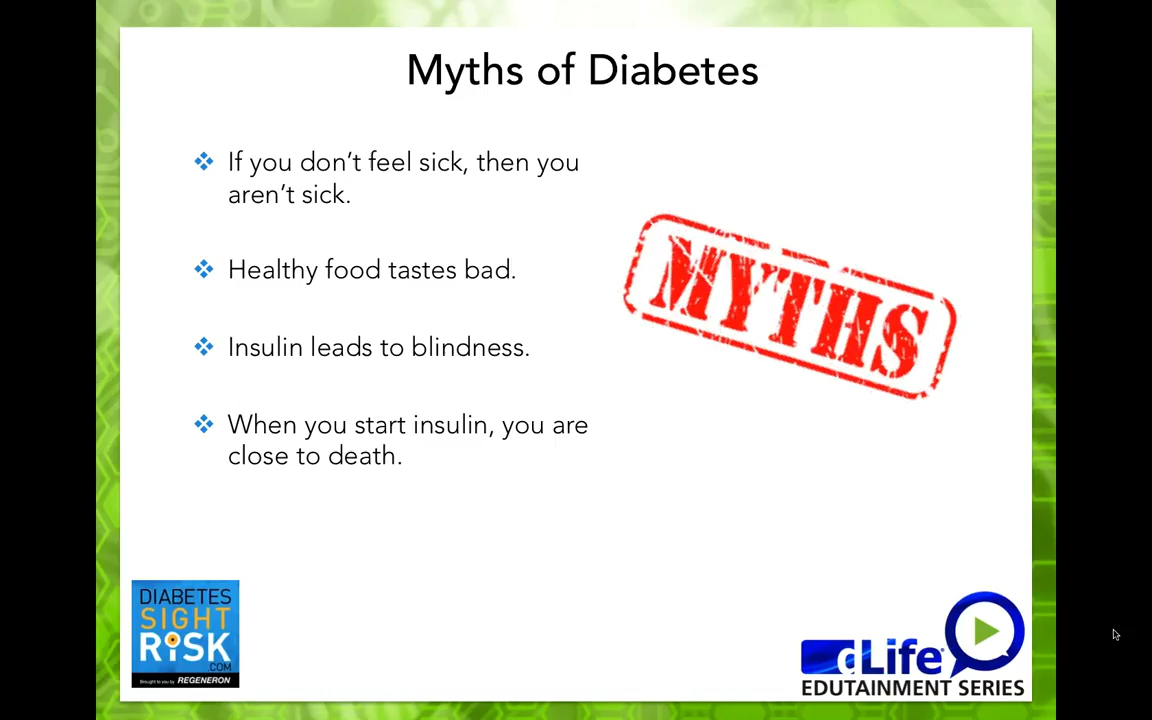 Myths of Diabetes
If you don’t feel sick, then you
aren’t sick.
Healthy food tastes bad.
Insulin leads to blindness.
When you start insulin, you are
close to death.
MYTHS
DIABETES
SIGHT
RISK
.COM
Brought to you by REGENERON
dLife®
EDUTAINMENT SERIES